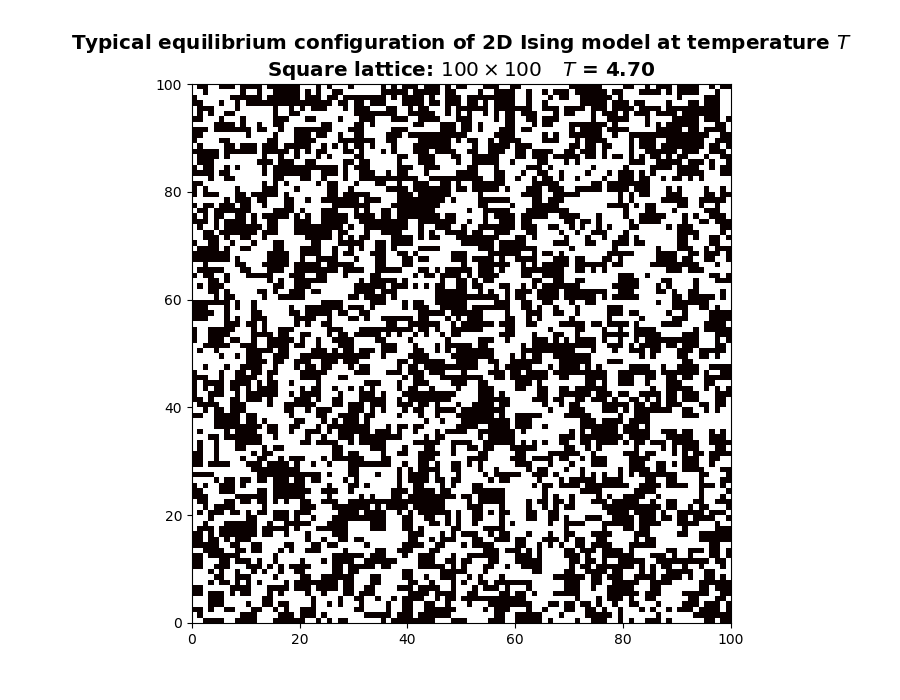 Typical equilibrium configuration of 2D Ising model at temperature T
Square lattice: 100 × 100 T = 4.70
100
80
60
40
20
0
0 20 40 60 80 100